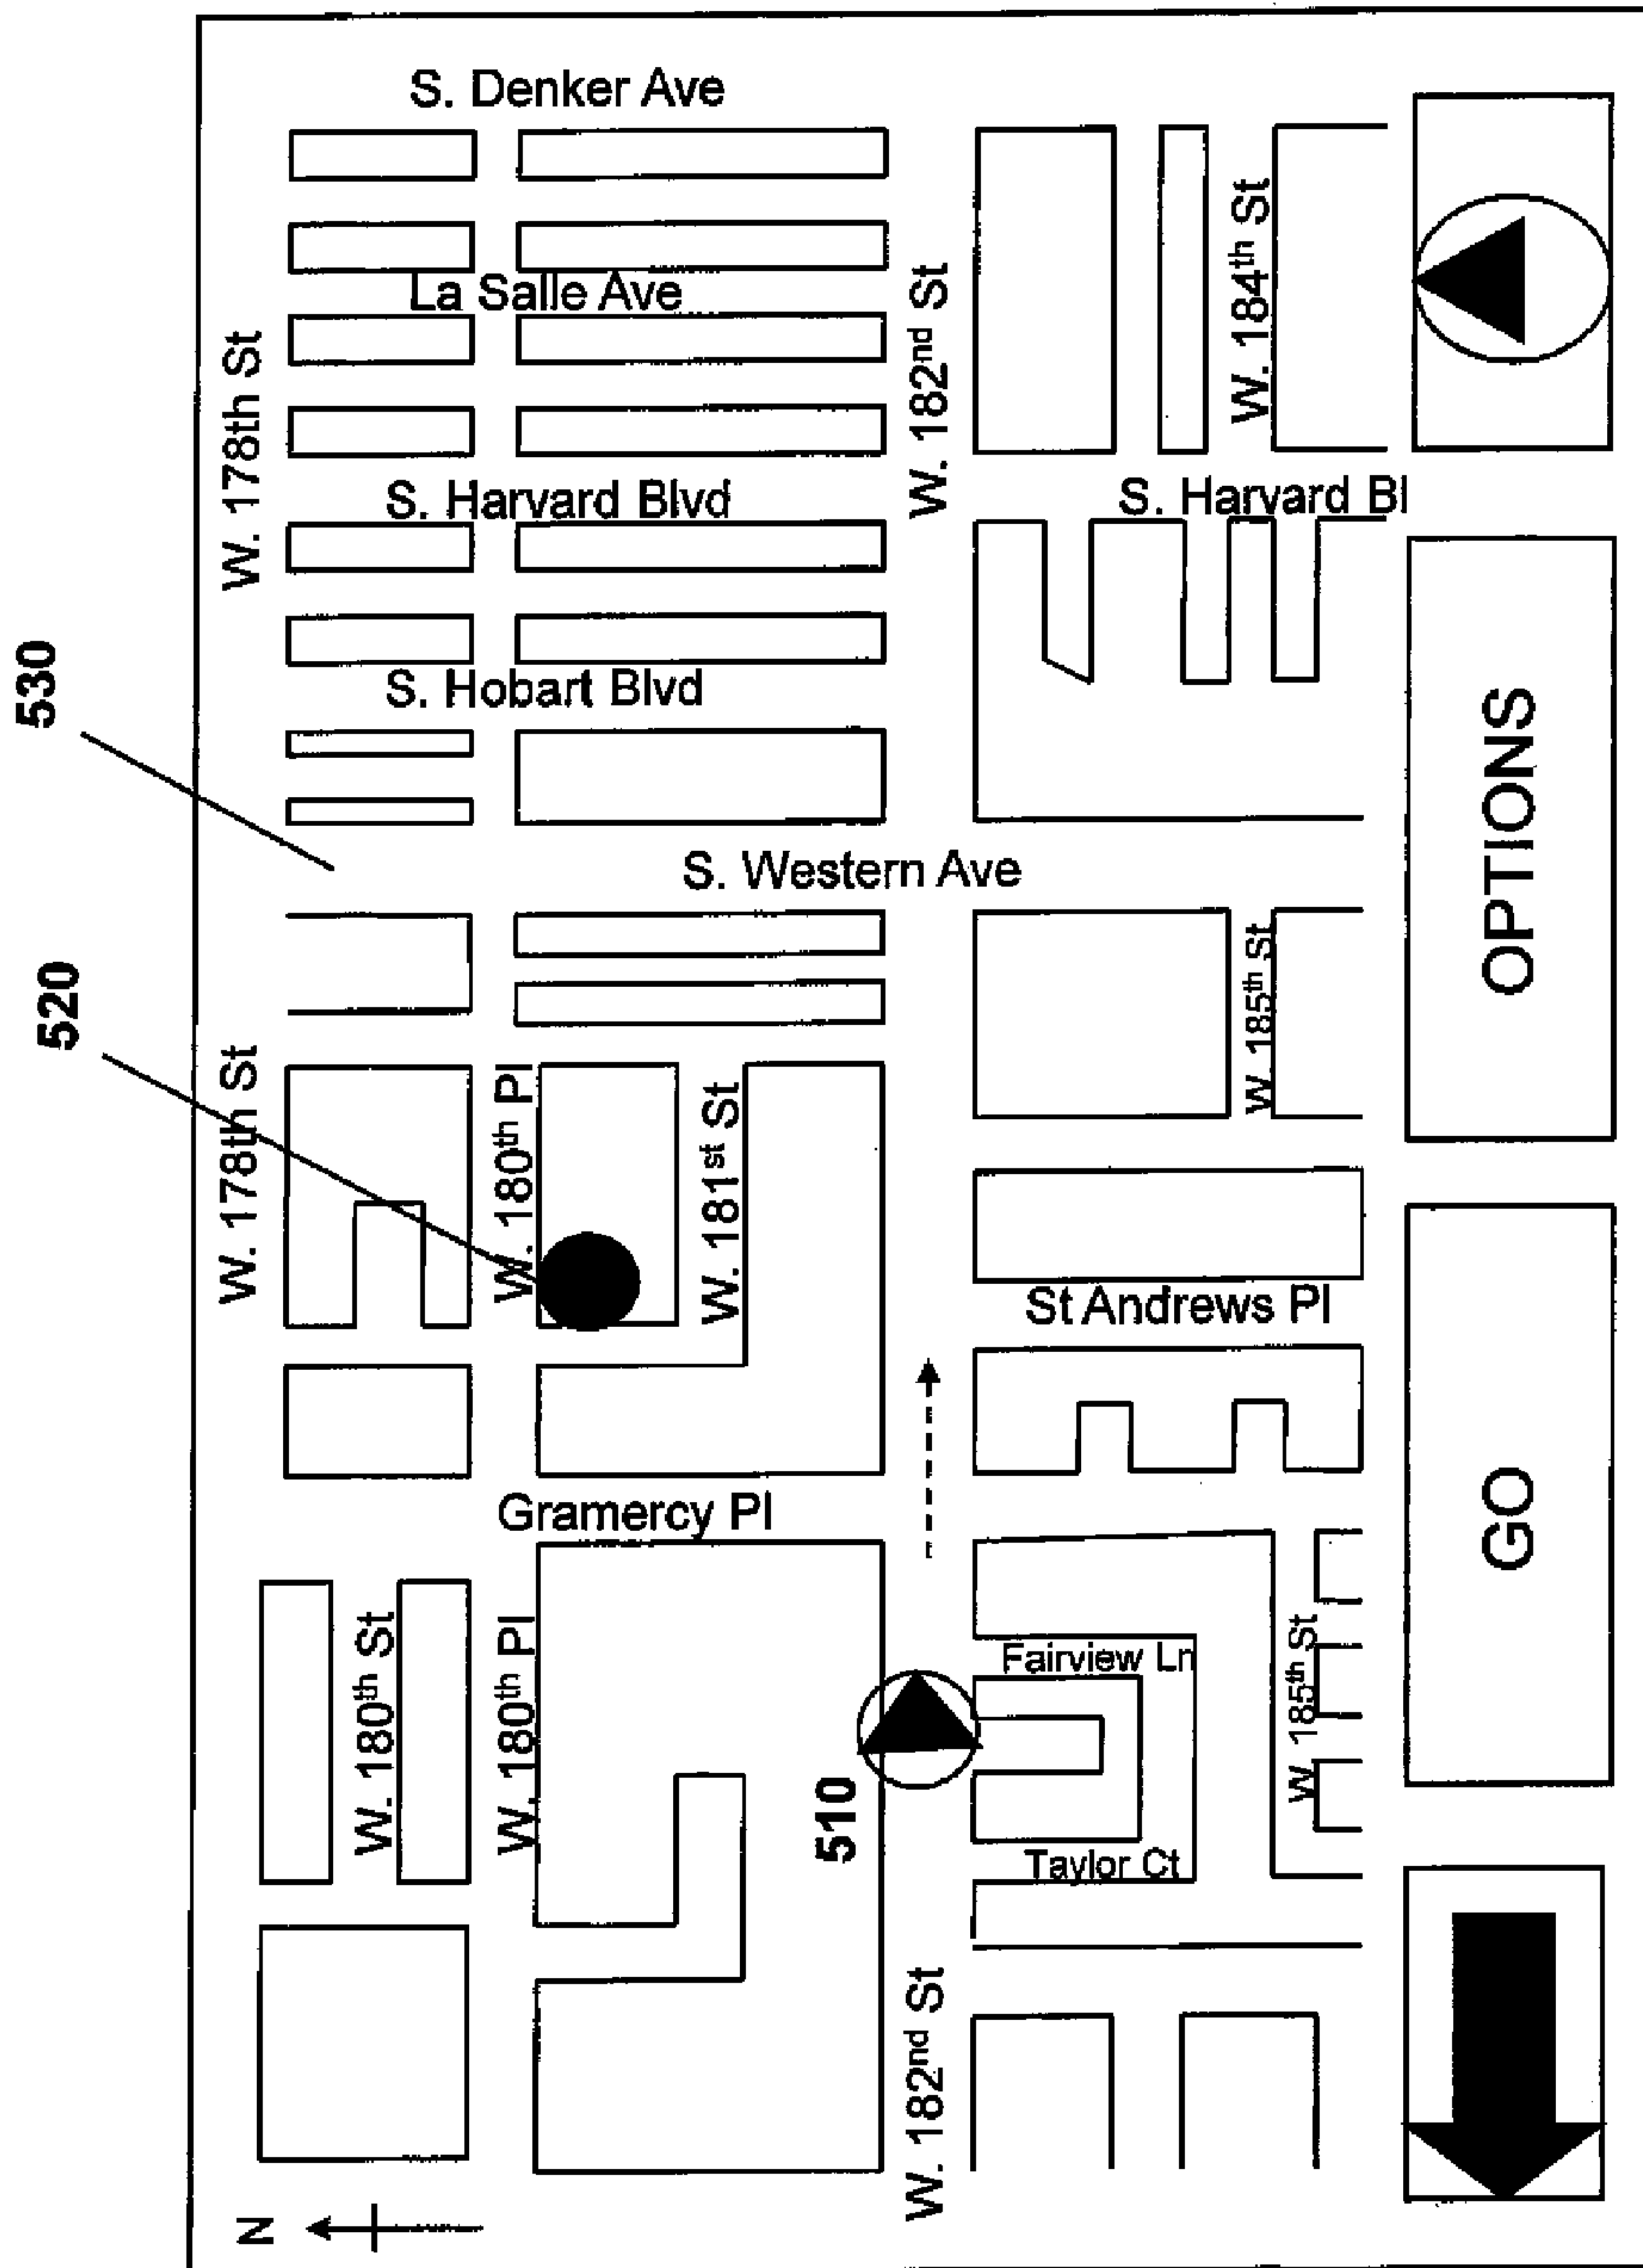 520
530
N
W. 178th St
W. 178th St
W. 180th St
W. 180th Pl
W. 180th Pl
Gramercy Pl
S. Hobart Blvd
S. Harvard Blvd
La Salle Ave
S. Denker Ave
W. 181st St
S. Western Ave
510
W. 182nd St
W. 182nd St
Taylor Ct
Fairview Ln
St Andrews Pl
S. Harvard Bl
W 185th St
W. 185th St
W. 184th St
GO
OPTIONS